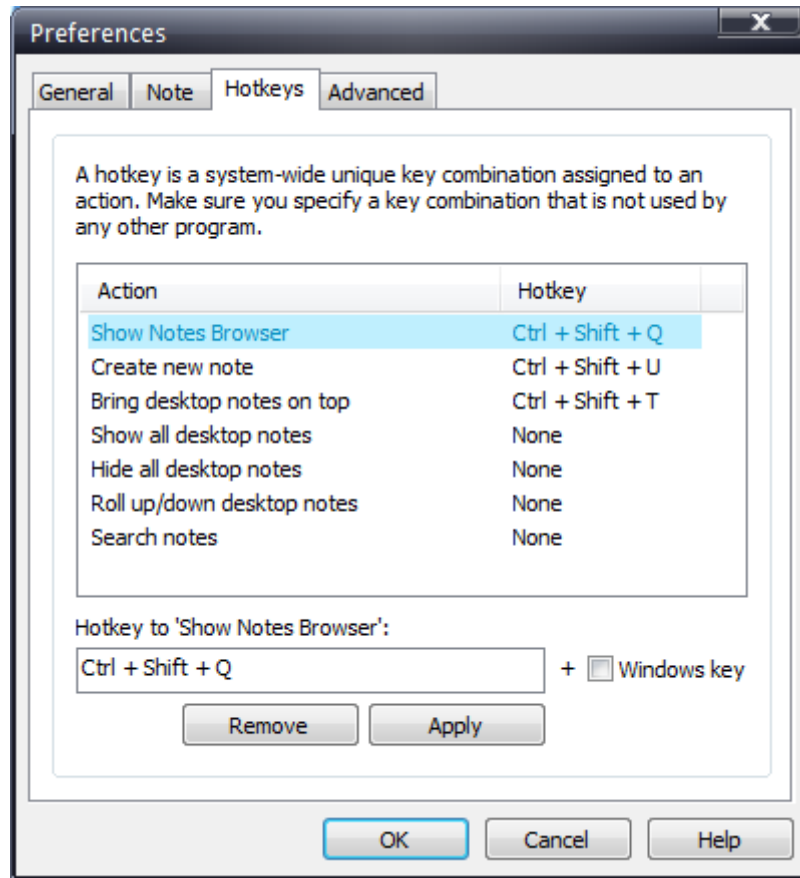 Preferences
X
General Note Hotkeys Advanced
A hotkey is a system-wide unique key combination assigned to an
action. Make sure you specify a key combination that is not used by
any other program.
Action Hotkey
Show Notes Browser Ctrl + Shift + Q
Create new note Ctrl + Shift + U
Bring desktop notes on top Ctrl + Shift + T
Show all desktop notes None
Hide all desktop notes None
Roll up/down desktop notes None
Search notes None
Hotkey to 'Show Notes Browser':
Ctrl + Shift + Q + Windows key
Remove Apply
OK Cancel Help